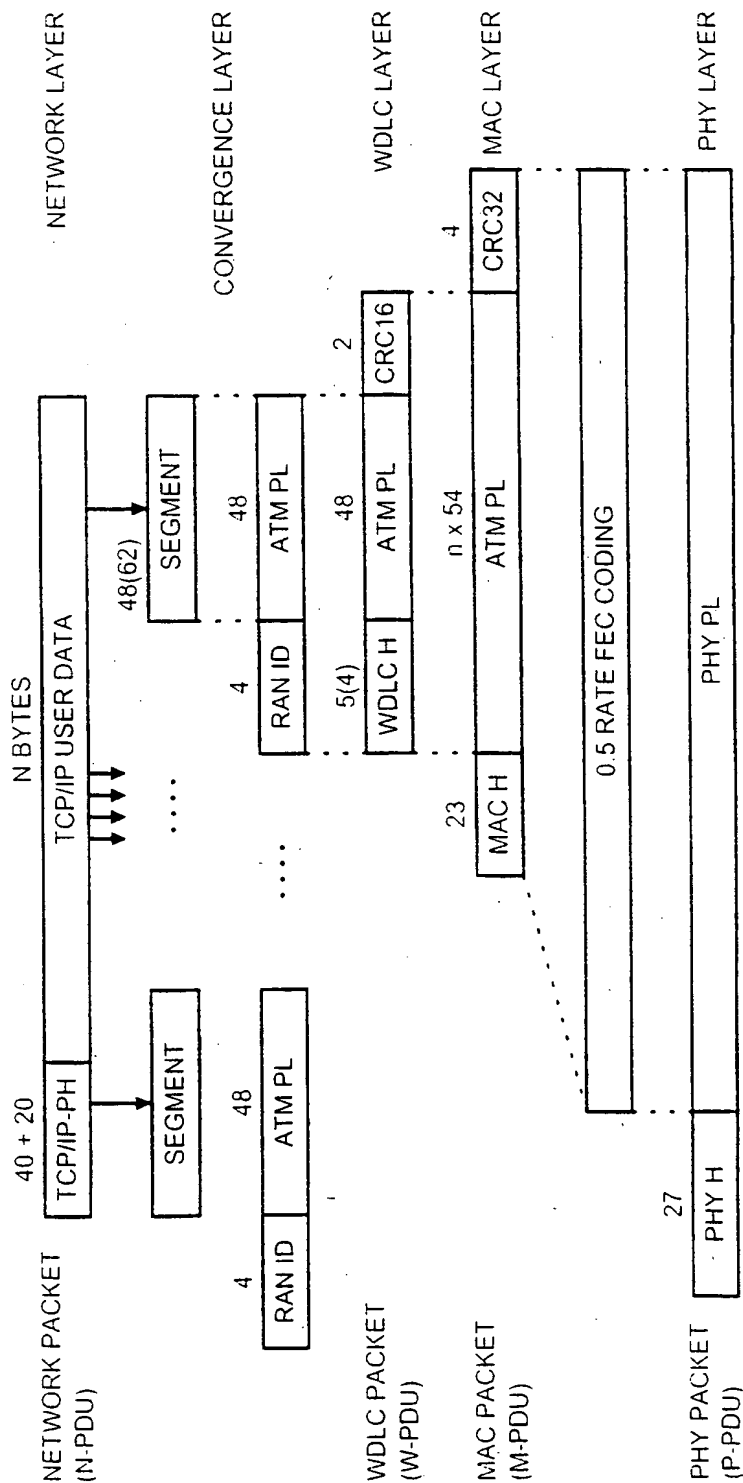 NETWORK PACKET
(N-PDU)
40 + 20
N BYTES
TCP/IP-PH
TCP/IP USER DATA
NETWORK LAYER
48(62)
SEGMENT
....
SEGMENT
CONVERGENCE LAYER
4
48
....
4
48
RAN ID
ATM PL
RAN ID
ATM PL
WDLC PACKET
(W-PDU)
5(4)
48
2
WDLC H
ATM PL
CRC16
WDLC LAYER
MAC PACKET
(M-PDU)
23
n x 54
4
MAC H
ATM PL
CRC32
MAC LAYER
0.5 RATE FEC CODING
PHY PACKET
(P-PDU)
27
PHY H
PHY PL
PHY LAYER